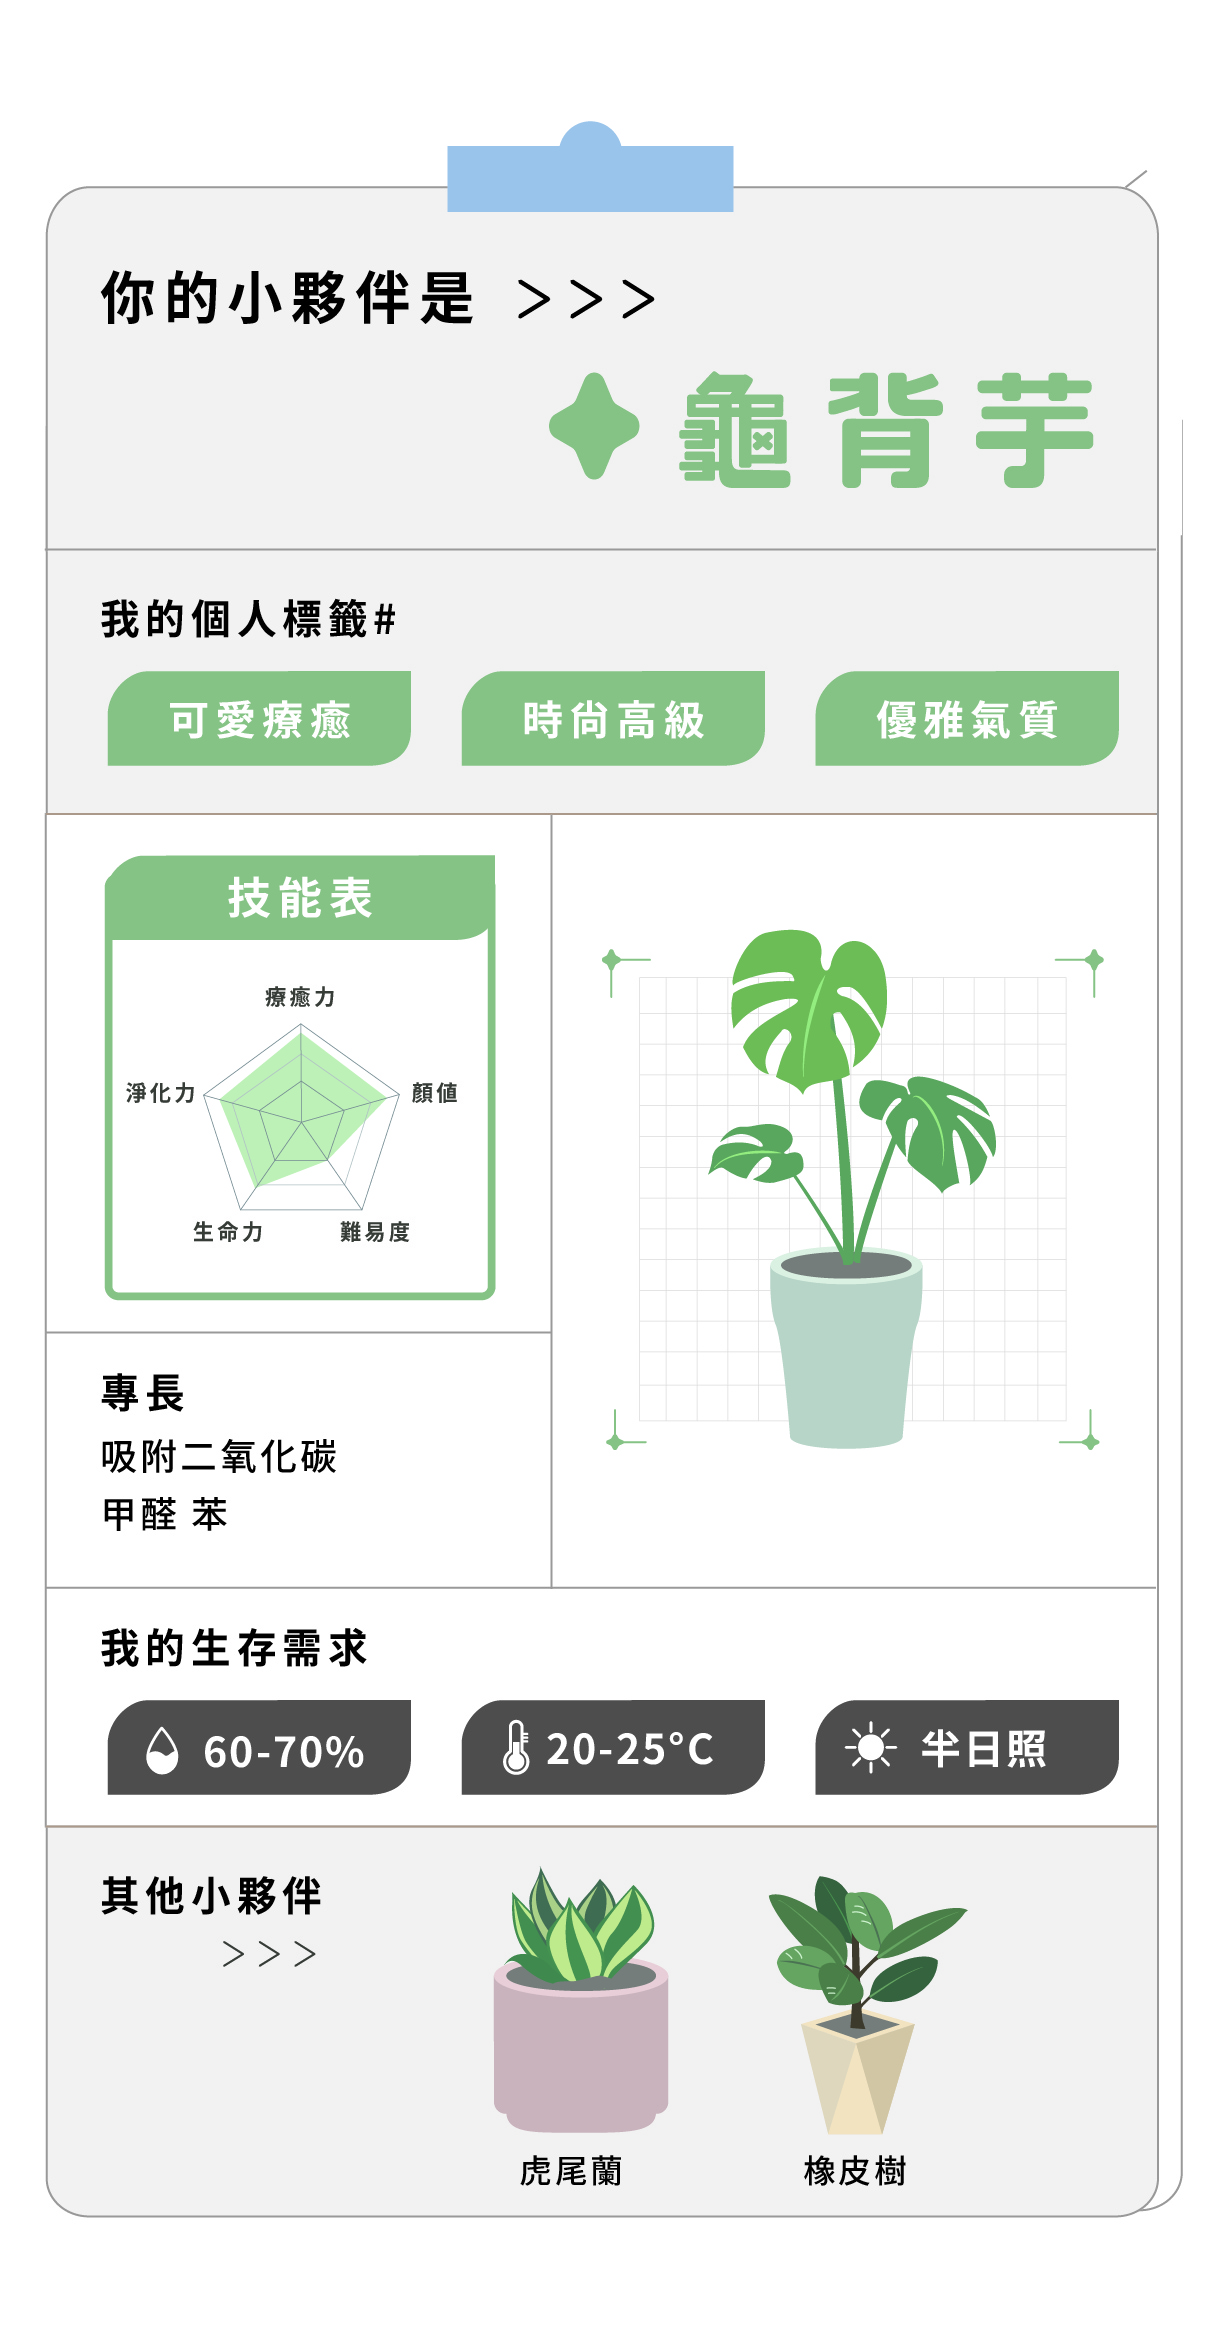 你的小夥伴是 >>>
龜背芋
我的個人標籤#
可愛療癒
時尚高級
優雅氣質
技能表
療癒力
淨化力
顏值
生命力
難易度
專長
吸附二氧化碳
甲醛 苯
我的生存需求
60-70%
20-25°C
半日照
其他小夥伴
>>>
虎尾蘭
橡皮樹